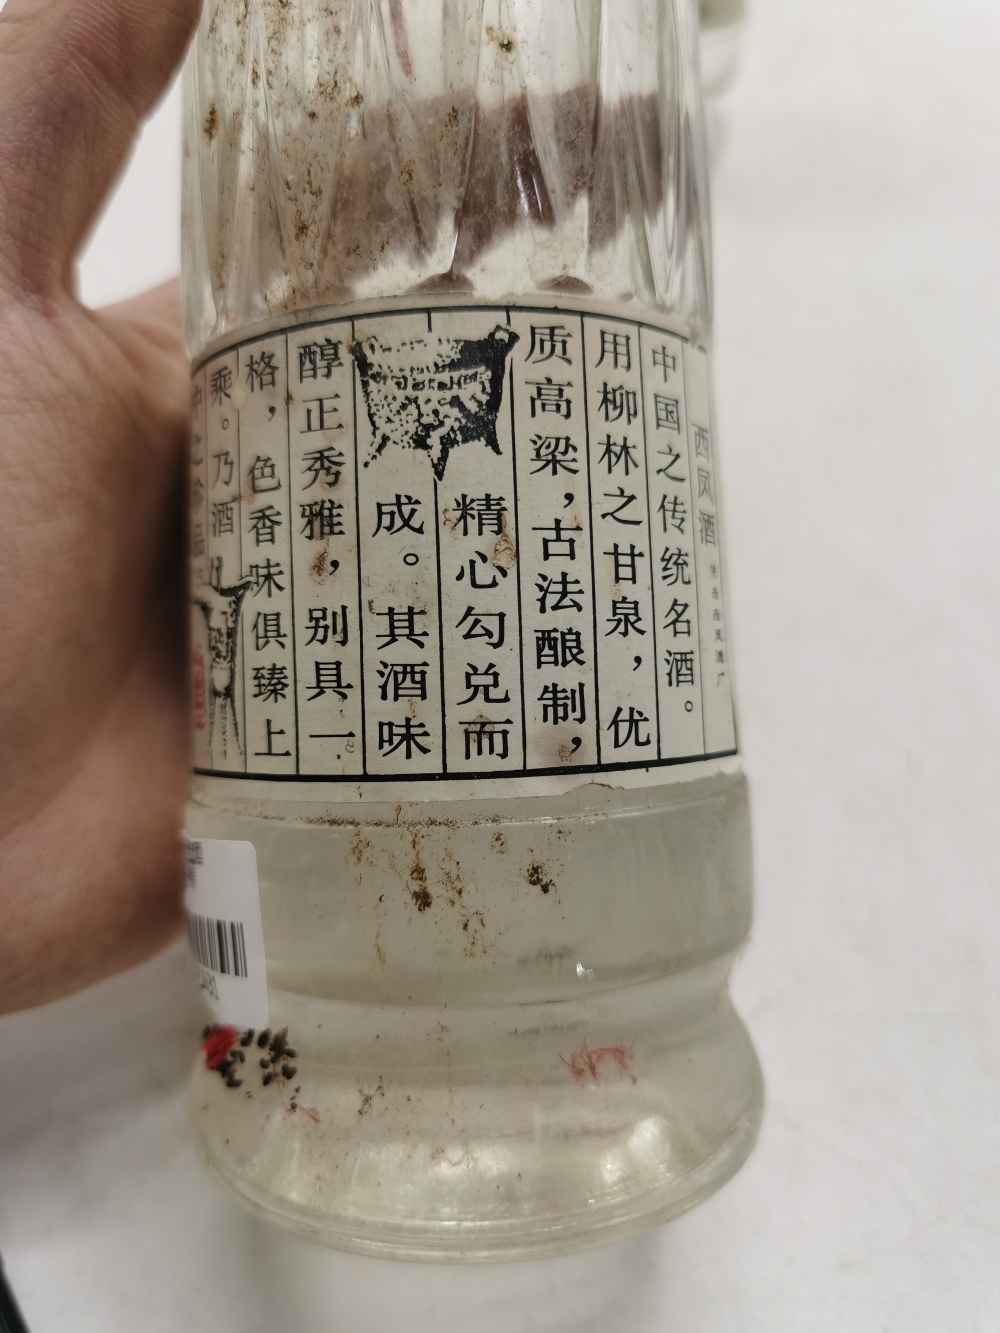 西凤酒
中国之传统名酒。
用柳林之甘泉，优
质高粱，古法酿制，
精心勾兑而
成。其酒味
醇正秀雅，别具一
格，色香味俱臻上
乘。乃酒